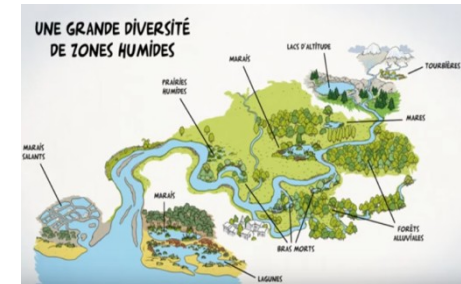 UNE GRANDE DIVERSITÉ
DE ZONES HUMIDES
LACS D'ALTITUDE
MARAIS
TOURBIÈRES
PRAIRIES
HUMIDES
MARES
MARAIS
SALANTS
MARAIS
FORÊTS
ALLUVIALES
BRAS MORTS
LAGUNES